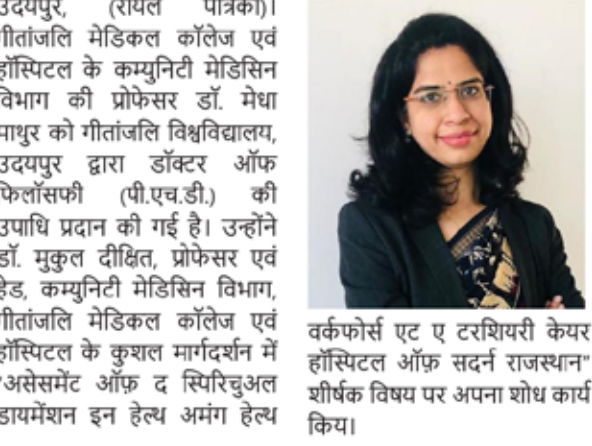 उदयपुर, (रॉयल पत्रिका)।
गीतांजलि मेडिकल कॉलेज एवं
हॉस्पिटल के कम्युनिटी मेडिसिन
विभाग की प्रोफेसर डॉ. मेधा
माथुर को गीतांजलि विश्वविद्यालय,
उदयपुर द्वारा डॉक्टर ऑफ
फिलॉसफी (पी.एच.डी.) की
उपाधि प्रदान की गई है। उन्होंने
डॉ. मुकुल दीक्षित, प्रोफेसर एवं
हेड, कम्युनिटी मेडिसिन विभाग,
गीतांजलि मेडिकल कॉलेज एवं
हॉस्पिटल के कुशल मार्गदर्शन में
"असेसमेंट ऑफ़ द स्पिरिचुअल
डायमेंशन इन हेल्थ अमंग हेल्थ
वर्कफोर्स एट ए टरशियरी केयर
हॉस्पिटल ऑफ़ सदर्न राजस्थान"
शीर्षक विषय पर अपना शोध कार्य
किय।